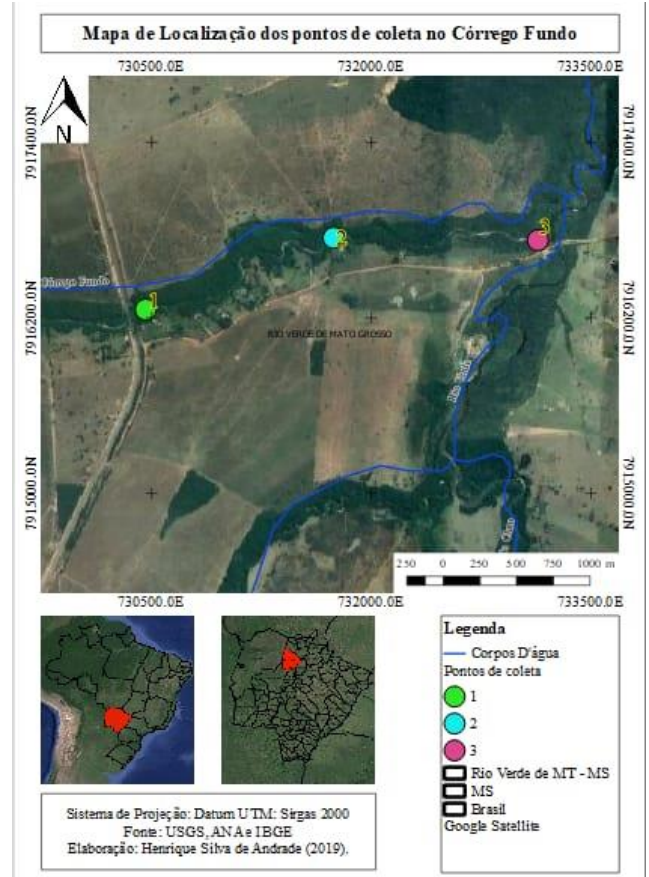 Mapa de Localização dos pontos de coleta no Córrego Fundo
730500.0E 732000.0E 733500.0E
N
7917400.0N
7917400.0N
Córrego Fundo
1
2
3
7916200.0N
7916200.0N
RIO VERDE DE MATO GROSSO
Rio
7915000.0N
7915000.0N
250 0 250 500 750 1000 m
730500.0E 732000.0E 733500.0E
Legenda
Corpos D'água
Pontos de coleta
1
2
3
Rio Verde de MT - MS
MS
Brasil
Google Satellite
Sistema de Projeção: Datum UTM: Sirgas 2000
Fonte: USGS, ANA e IBGE
Elaboração: Henrique Silva de Andrade (2019).